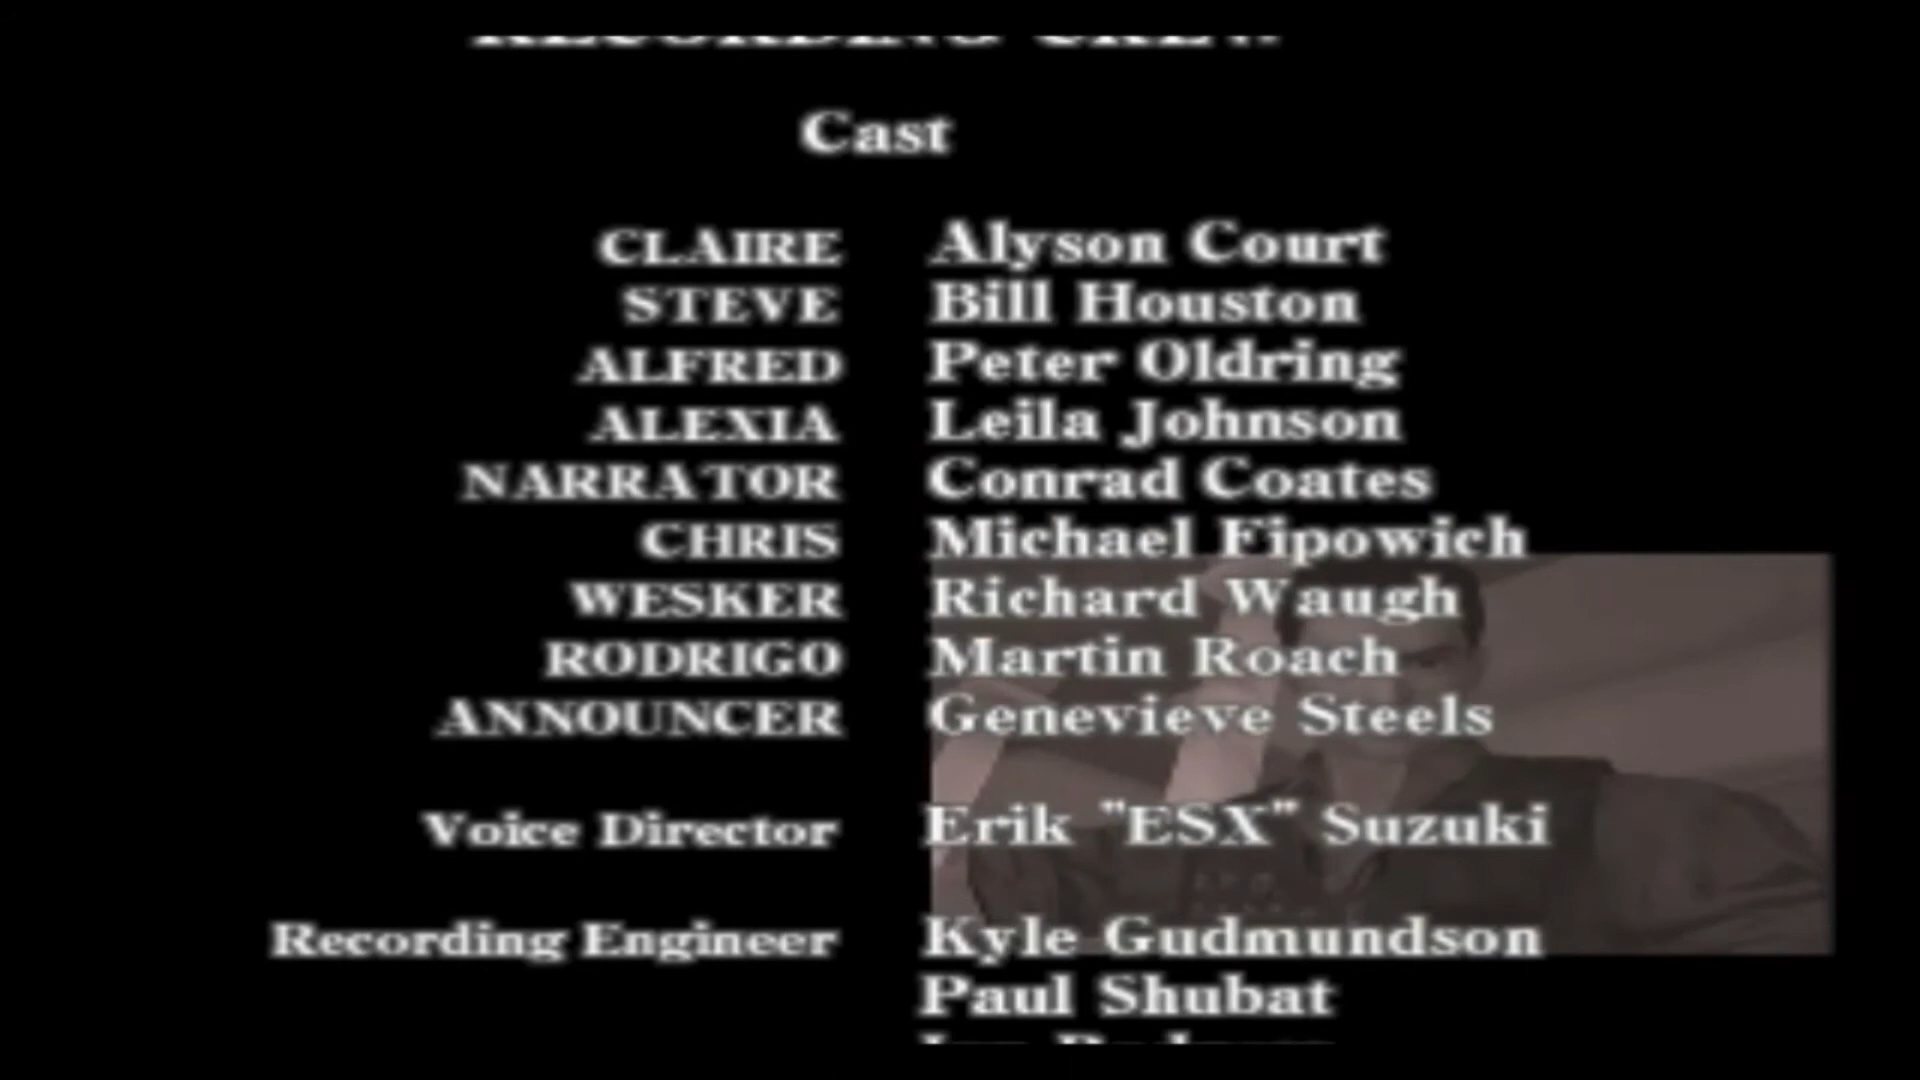 RECORDING CREW
Cast
CLAIRE Alyson Court
STEVE Bill Houston
ALFRED Peter Oldring
ALEXIA Leila Johnson
NARRATOR Conrad Coates
CHRIS Michael Fipowich
WESKER Richard Waugh
RODRIGO Martin Roach
ANNOUNCER Genevieve Steels
Voice Director Erik "ESX" Suzuki
Recording Engineer Kyle Gudmundson
Paul Shubat